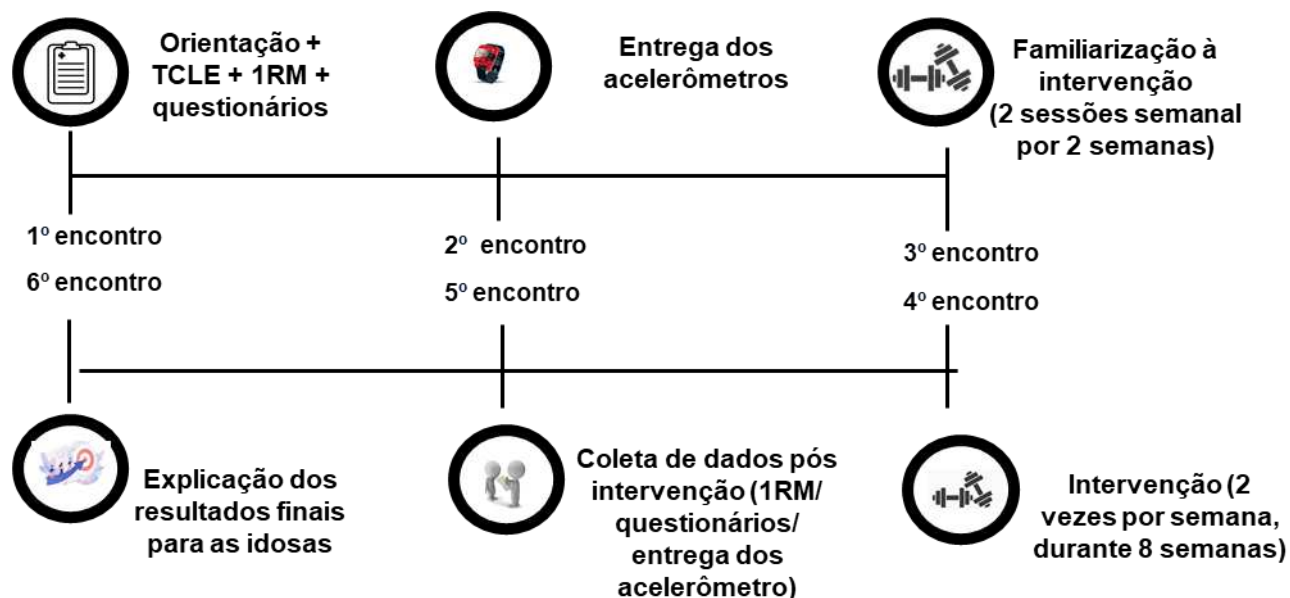 Orientação +
TCLE + 1RM +
questionários
Entrega dos
acelerômetros
Familiarização à
intervenção
(2 sessões semanal
por 2 semanas)
1º encontro
2º encontro
3º encontro
6º encontro
5º encontro
4º encontro
Explicação dos
resultados finais
para as idosas
Coleta de dados pós
intervenção (1RM/
questionários/
entrega dos
acelerômetro)
Intervenção (2
vezes por semana,
durante 8 semanas)